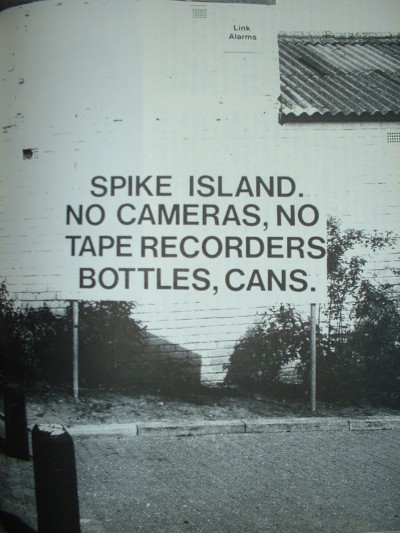 Link
Alarms
SPIKE ISLAND.
NO CAMERAS, NO
TAPE RECORDERS
BOTTLES, CANS.